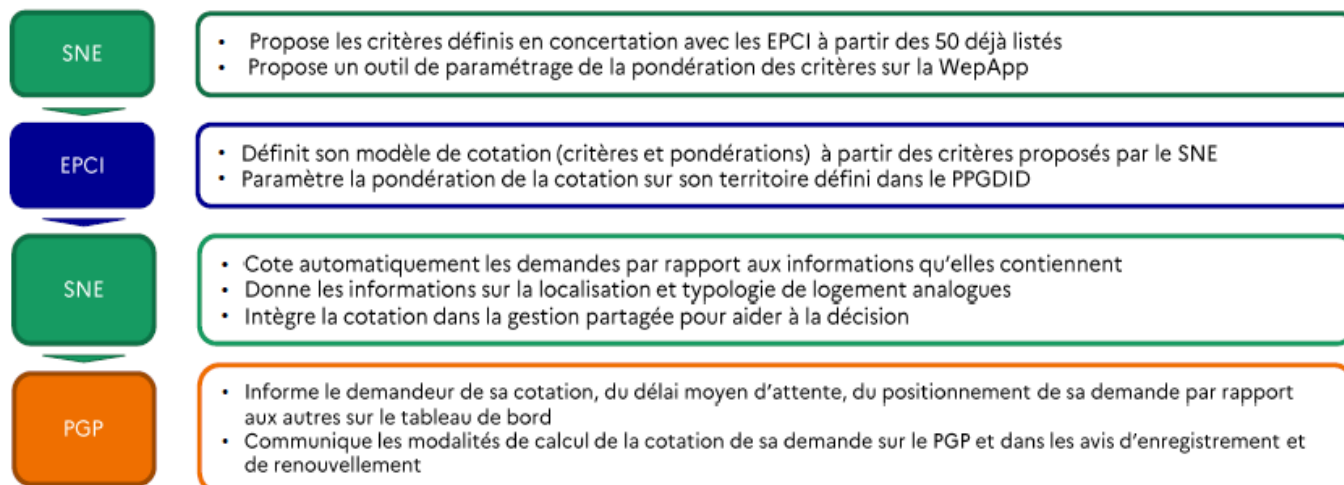 SNE
• Propose les critères définis en concertation avec les EPCI à partir des 50 déjà listés
• Propose un outil de paramétrage de la pondération des critères sur la WepApp
EPCI
• Définit son modèle de cotation (critères et pondérations) à partir des critères proposés par le SNE
• Paramètre la pondération de la cotation sur son territoire défini dans le PPGDID
SNE
• Cote automatiquement les demandes par rapport aux informations qu'elles contiennent
• Donne les informations sur la localisation et typologie de logement analogues
• Intègre la cotation dans la gestion partagée pour aider à la décision
PGP
• Informe le demandeur de sa cotation, du délai moyen d'attente, du positionnement de sa demande par rapport
aux autres sur le tableau de bord
• Communique les modalités de calcul de la cotation de sa demande sur le PGP et dans les avis d'enregistrement et
de renouvellement